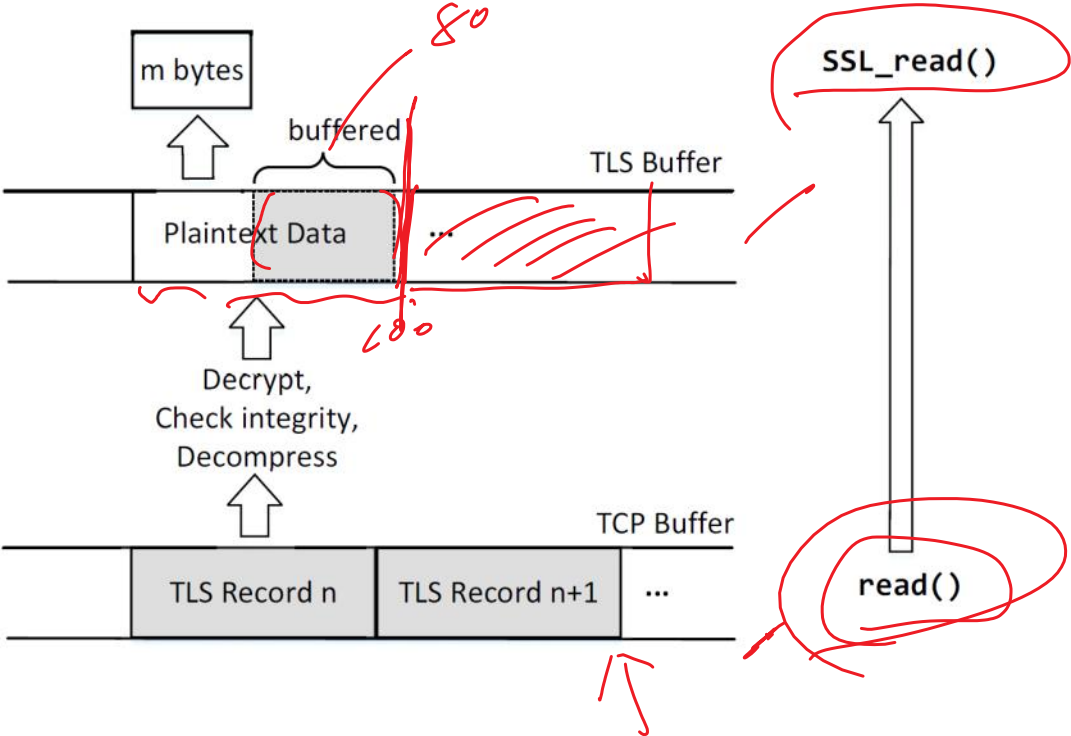 80
SSL_read()
m bytes
buffered
TLS Buffer
Plaintext Data
...
Decrypt,
Check integrity,
Decompress
TCP Buffer
TLS Record n
TLS Record n+1
...
read()